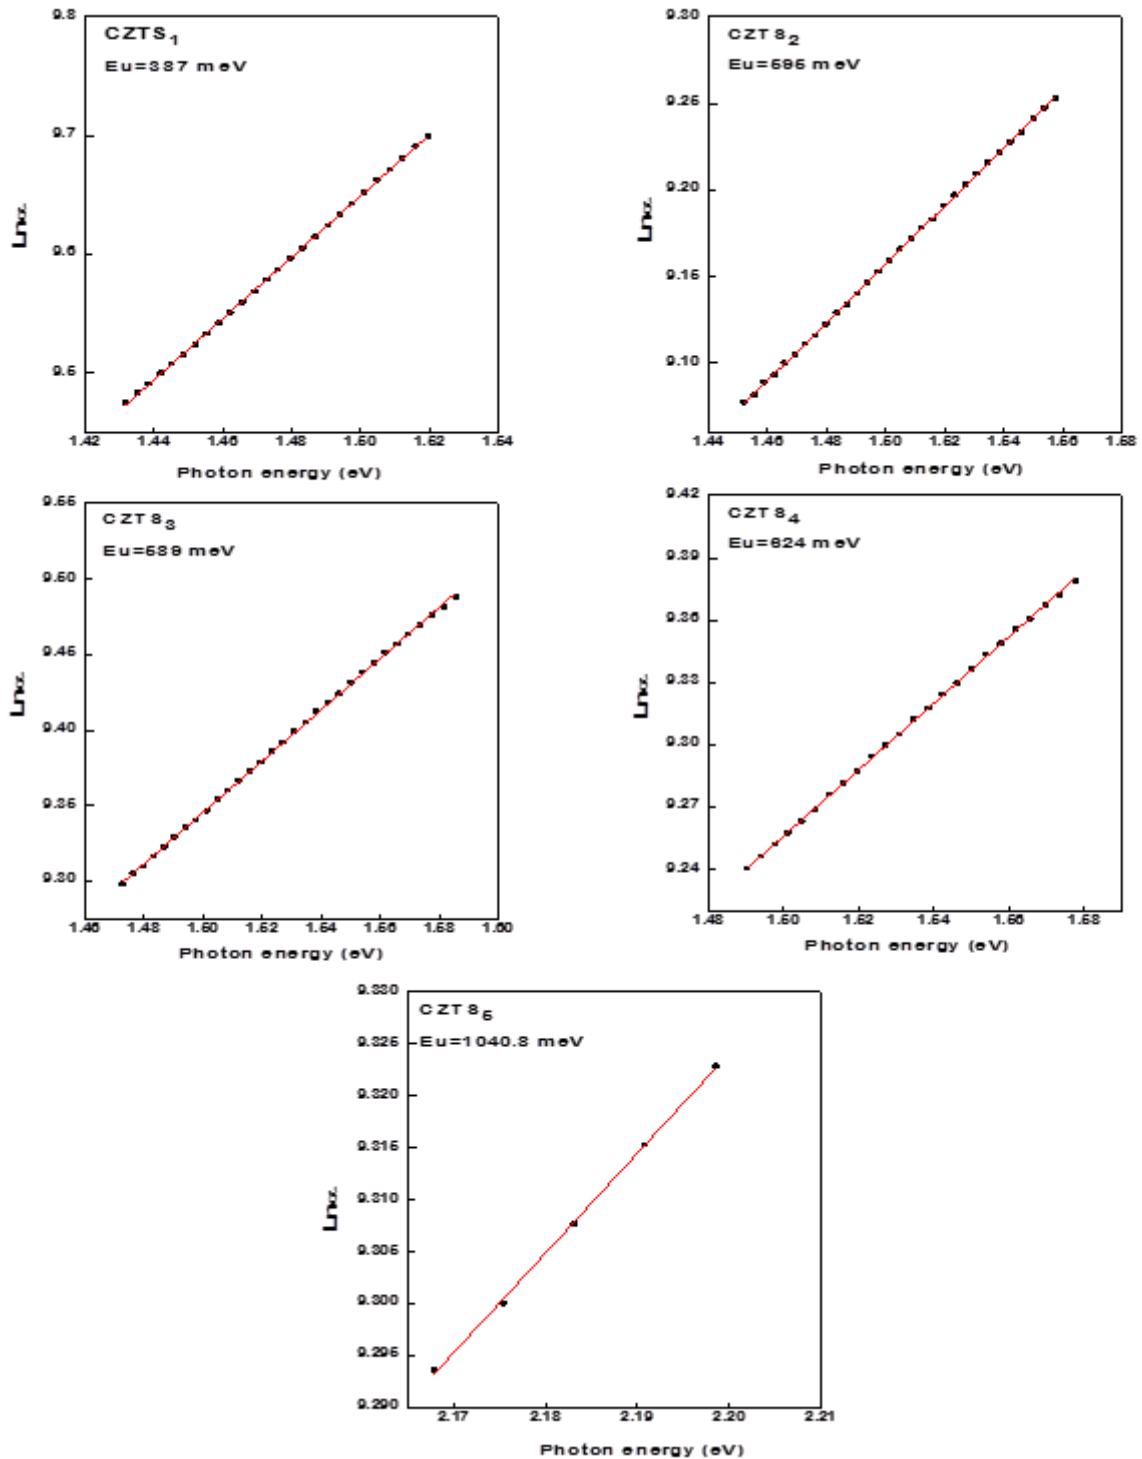 CZTS1
Eu=387 meV
9.8
9.7
9.6
9.5
Lnα
1.42 1.44 1.46 1.48 1.50 1.52 1.54
Photon energy (eV)
CZTS2
Eu=595 meV
9.30
9.25
9.20
9.15
9.10
Lnα
1.44 1.46 1.48 1.50 1.52 1.54 1.56 1.58
Photon energy (eV)
CZTS3
Eu=589 meV
9.55
9.50
9.45
9.40
9.35
9.30
Lnα
1.46 1.48 1.50 1.52 1.54 1.56 1.58 1.60
Photon energy (eV)
CZTS4
Eu=624 meV
9.42
9.39
9.36
9.33
9.30
9.27
9.24
Lnα
1.48 1.50 1.52 1.54 1.56 1.58
Photon energy (eV)
CZTS5
Eu=1040.8 meV
9.330
9.325
9.320
9.315
9.310
9.305
9.300
9.295
9.290
Lnα
2.17 2.18 2.19 2.20 2.21
Photon energy (eV)